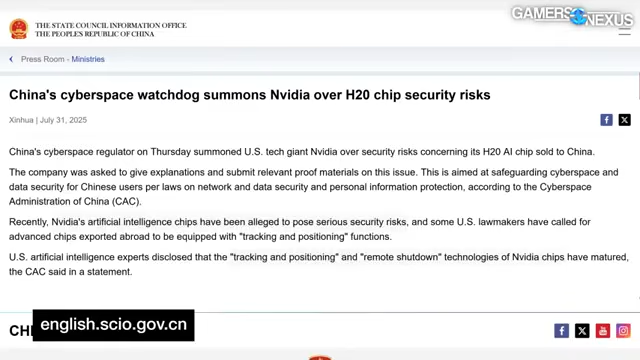 THE STATE COUNCIL INFORMATION OFFICE
THE PEOPLES REPUBLIC OF CHINA
GAMERS NEXUS
Press Room - Ministries
China's cyberspace watchdog summons Nvidia over H20 chip security risks
Xinhua | July 31, 2025
China's cyberspace regulator on Thursday summoned U.S. tech giant Nvidia over security risks concerning its H20 AI chip sold to China.
The company was asked to give explanations and submit relevant proof materials on this issue. This is aimed at safeguarding cyberspace and
data security for Chinese users per laws on network and data security and personal information protection, according to the Cyberspace
Administration of China (CAC).
Recently, Nvidia's artificial intelligence chips have been alleged to pose serious security risks, and some U.S. lawmakers have called for
advanced chips exported abroad to be equipped with "tracking and positioning" functions.
U.S. artificial intelligence experts disclosed that the "tracking and positioning" and "remote shutdown" technologies of Nvidia chips have matured,
the CAC said in a statement.
english.scio.gov.cn